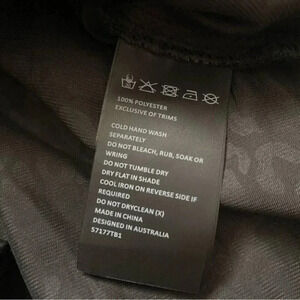 100% POLYESTER
EXCLUSIVE OF TRIMS
COLD HAND WASH
SEPARATELY
DO NOT BLEACH, RUB, SOAK OR
WRING
DO NOT TUMBLE DRY
DRY FLAT IN SHADE
COOL IRON ON REVERSE SIDE IF
REQUIRED
DO NOT DRYCLEAN (X)
MADE IN CHINA
DESIGNED IN AUSTRALIA
57177TB1